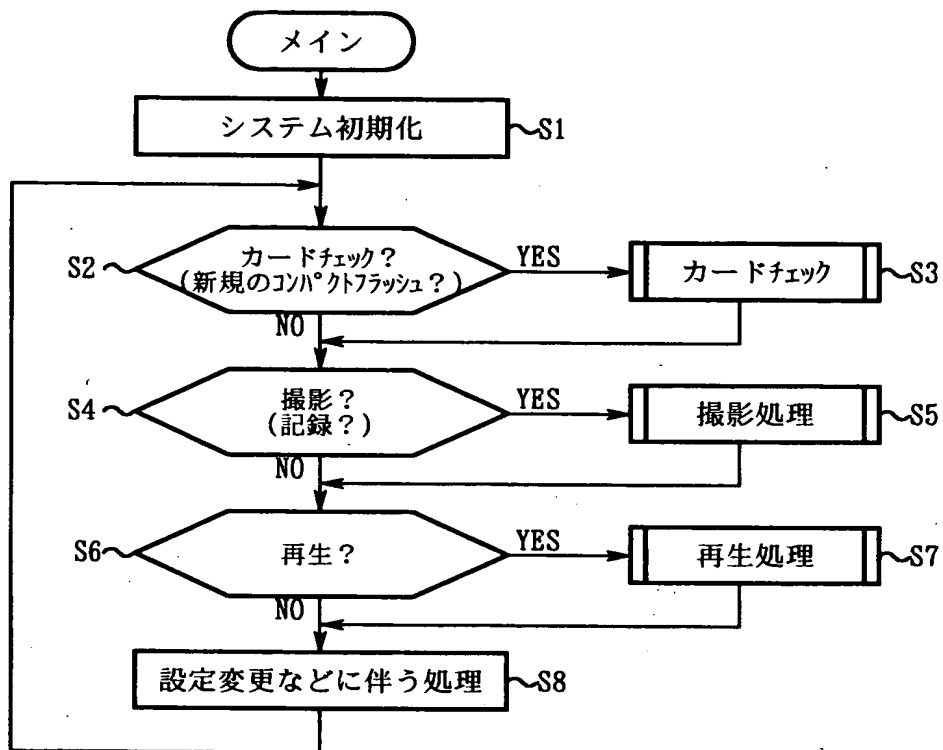 メイン
システム初期化
S1
S2
カードチェック?
(新規のコンパクトフラッシュ?)
YES
カードチェック
S3
NO
S4
撮影?
(記録?)
YES
撮影処理
S5
NO
S6
再生?
YES
再生処理
S7
NO
設定変更などに伴う処理
S8